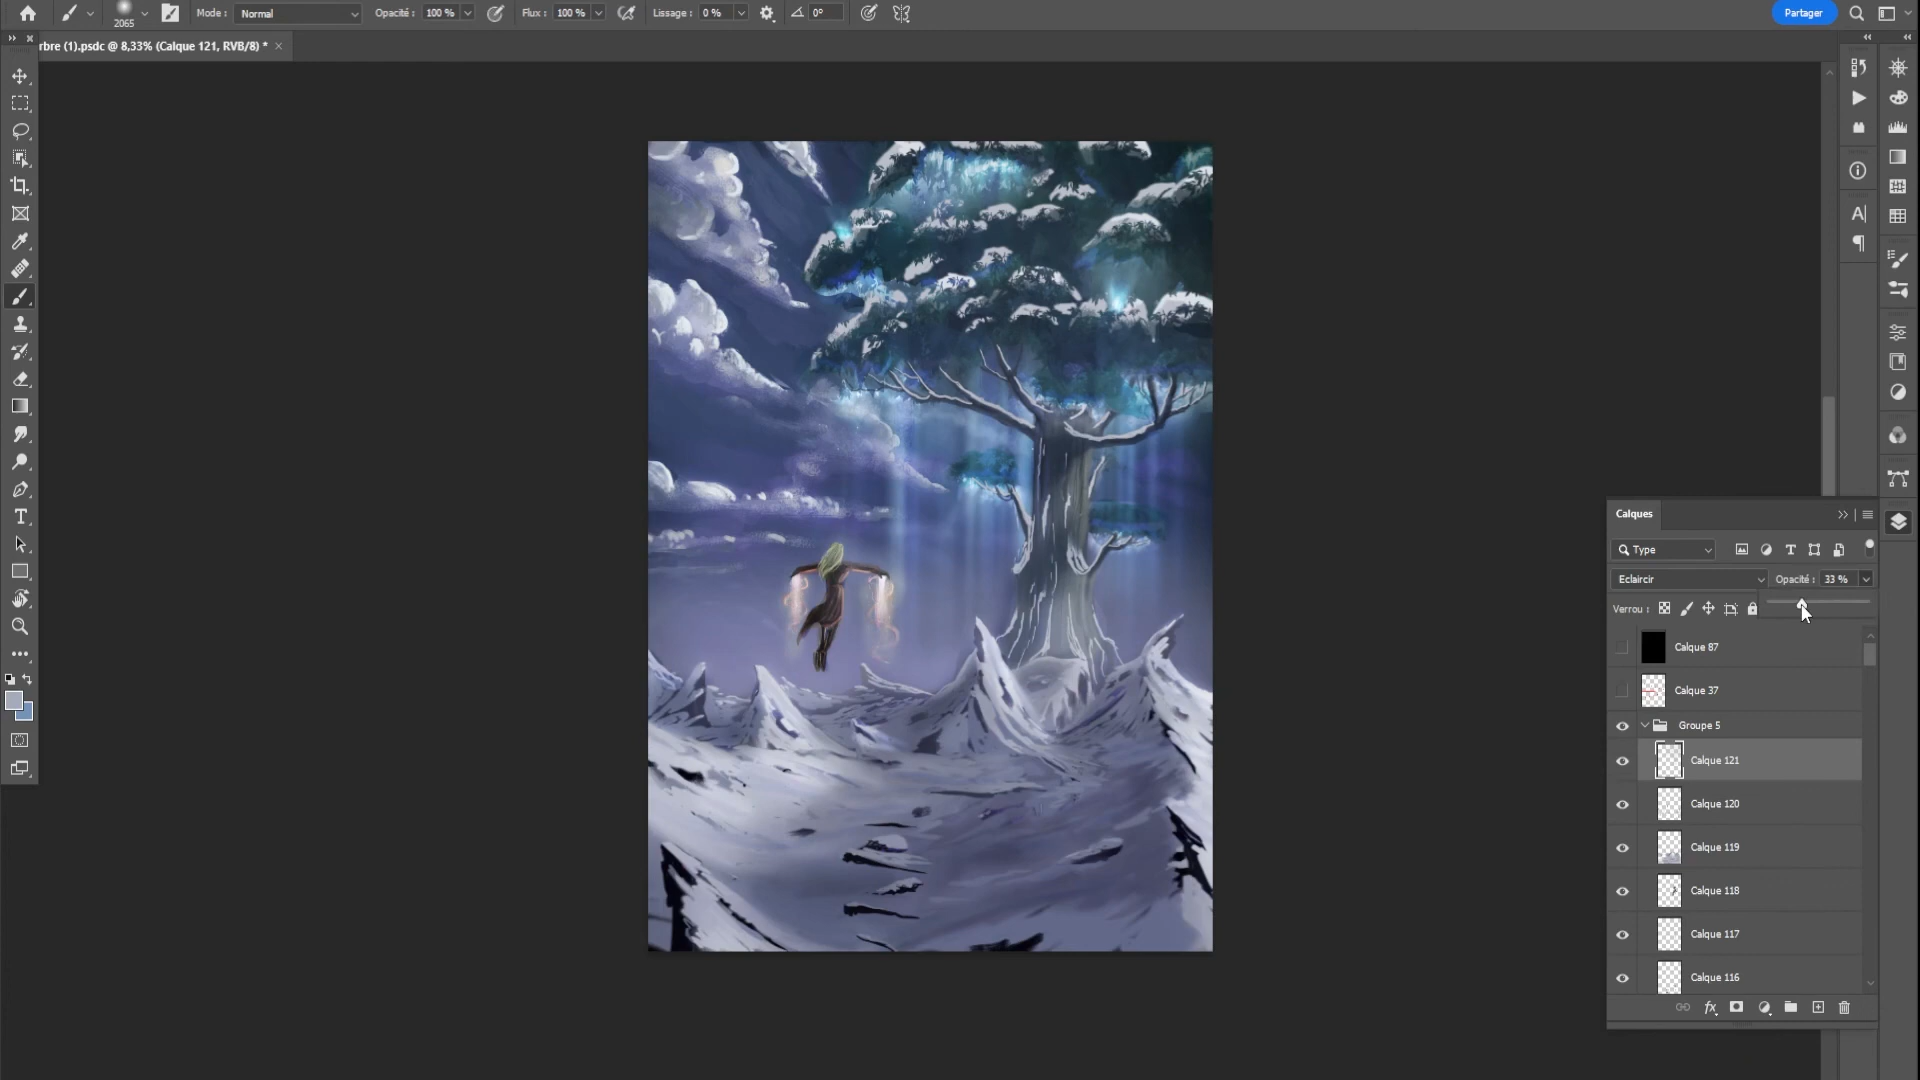 2065
Mode : Normal
Opacité : 100 %
Flux : 100 %
Lissage : 0 %
0°
Partager
rbre (1).psdc @ 8,33% (Calque 121, RVB/8) *
Calques
Type
Eclaircir
Opacité : 33 %
Verrou :
Calque 87
Calque 37
Groupe 5
Calque 121
Calque 120
Calque 119
Calque 118
Calque 117
Calque 116